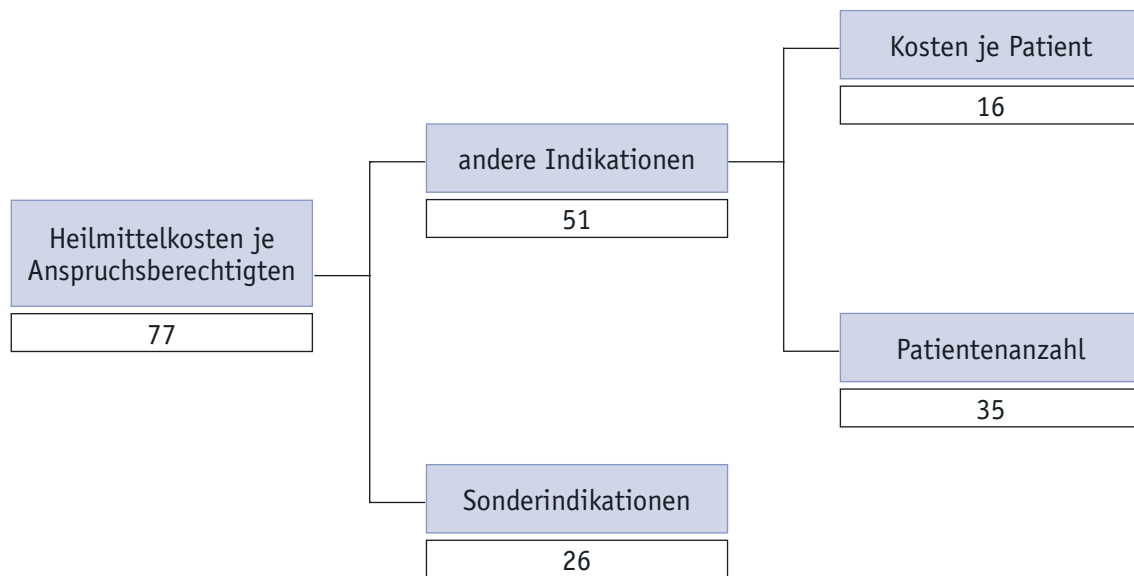 Kosten je Patient
16
andere Indikationen
51
Heilmittelkosten je
Anspruchsberechtigten
77
Patientenanzahl
35
Sonderindikationen
26